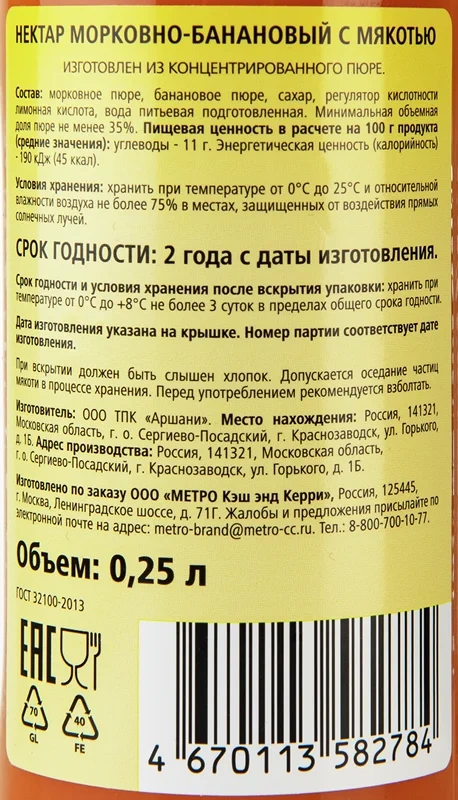 НЕКТАР МОРКОВНО-БАНАНОВЫЙ С МЯКОТЬЮ
ИЗГОТОВЛЕН ИЗ КОНЦЕНТРИРОВАННОГО ПЮРЕ.
Состав: морковное пюре, банановое пюре, сахар, регулятор кислотности
лимонная кислота, вода питьевая подготовленная. Минимальная объемная
доля пюре не менее 35%. Пищевая ценность в расчете на 100 г продукта
(средние значения): углеводы - 11 г. Энергетическая ценность (калорийность)
- 190 кДж (45 ккал).
Условия хранения: хранить при температуре от 0°С до 25°С и относительной
влажности воздуха не более 75% в местах, защищенных от воздействия прямых
солнечных лучей.
СРОК ГОДНОСТИ: 2 года с даты изготовления.
Срок годности и условия хранения после вскрытия упаковки: хранить при
температуре от 0°С до +8°С не более 3 суток в пределах общего срока годности.
Дата изготовления указана на крышке. Номер партии соответствует дате
изготовления.
При вскрытии должен быть слышен хлопок. Допускается оседание частиц
мякоти в процессе хранения. Перед употреблением рекомендуется взболтать.
Изготовитель: ООО ТПК «Аршани». Место нахождения: Россия, 141321,
Московская область, г. о. Сергиево-Посадский, г. Краснозаводск, ул. Горького,
д. 1Б. Адрес производства: Россия, 141321, Московская область,
г. о. Сергиево-Посадский, г. Краснозаводск, ул. Горького, д. 1Б.
Изготовлено по заказу ООО «МЕТРО Кэш энд Керри», Россия, 125445,
г. Москва, Ленинградское шоссе, д. 71Г. Жалобы и предложения присылайте по
электронной почте на адрес: metro-brand@metro-cc.ru. Тел.: 8-800-700-10-77.
Объем: 0,25 л
ГОСТ 32100-2013
EAC
70
GL
40
FE
4 670113 582784